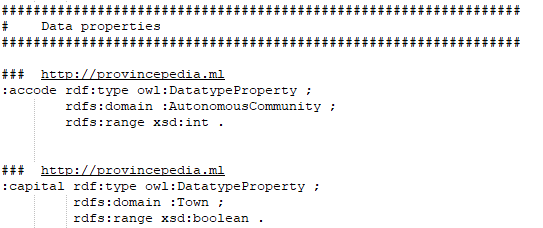 #################################################################
#    Data properties
#################################################################
###  http://provincepedia.ml
:accode rdf:type owl:DatatypeProperty ;
        rdfs:domain :AutonomousCommunity ;
        rdfs:range xsd:int .
###  http://provincepedia.ml
:capital rdf:type owl:DatatypeProperty ;
         rdfs:domain :Town ;
         rdfs:range xsd:boolean .